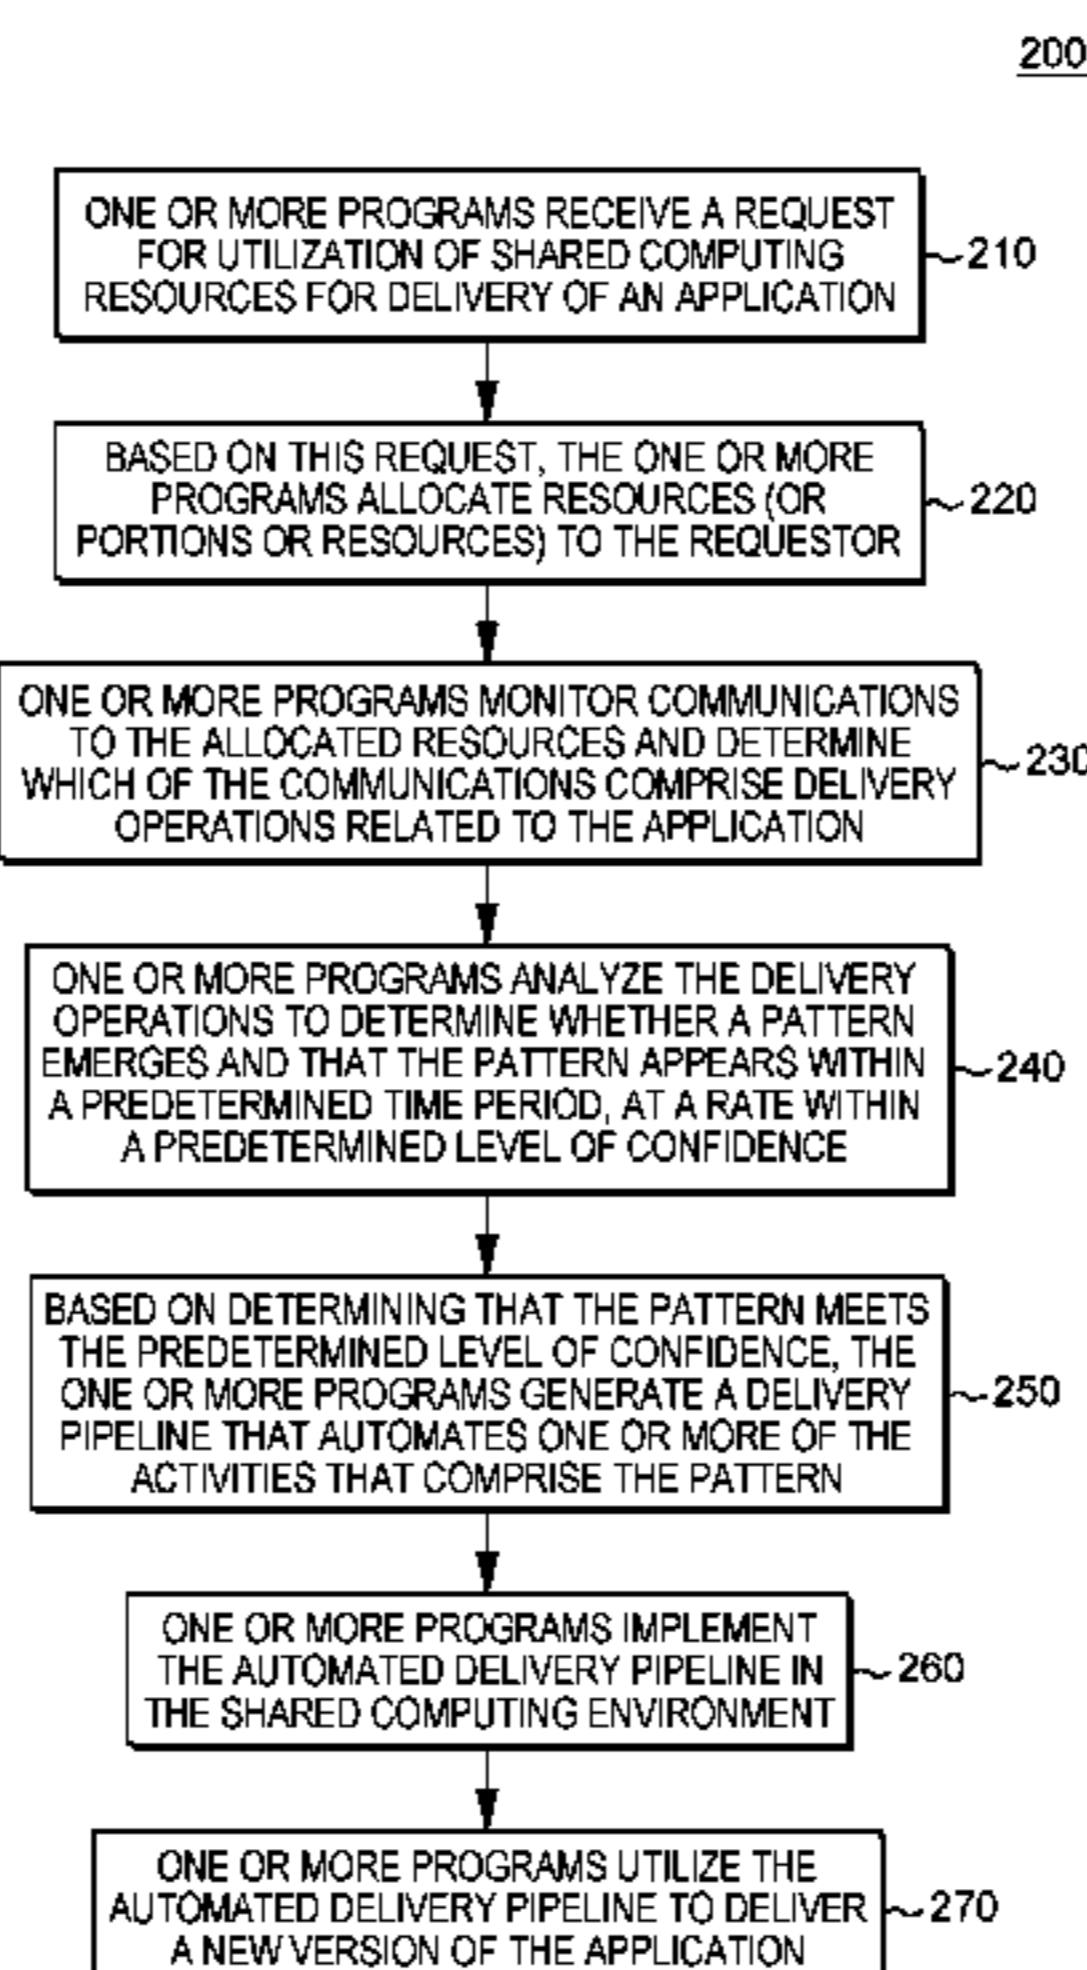 200
ONE OR MORE PROGRAMS RECEIVE A REQUEST
FOR UTILIZATION OF SHARED COMPUTING
RESOURCES FOR DELIVERY OF AN APPLICATION
210
BASED ON THIS REQUEST, THE ONE OR MORE
PROGRAMS ALLOCATE RESOURCES (OR
PORTIONS OR RESOURCES) TO THE REQUESTOR
220
ONE OR MORE PROGRAMS MONITOR COMMUNICATIONS
TO THE ALLOCATED RESOURCES AND DETERMINE
WHICH OF THE COMMUNICATIONS COMPRISE DELIVERY
OPERATIONS RELATED TO THE APPLICATION
230
ONE OR MORE PROGRAMS ANALYZE THE DELIVERY
OPERATIONS TO DETERMINE WHETHER A PATTERN
EMERGES AND THAT THE PATTERN APPEARS WITHIN
A PREDETERMINED TIME PERIOD, AT A RATE WITHIN
A PREDETERMINED LEVEL OF CONFIDENCE
240
BASED ON DETERMINING THAT THE PATTERN MEETS
THE PREDETERMINED LEVEL OF CONFIDENCE, THE
ONE OR MORE PROGRAMS GENERATE A DELIVERY
PIPELINE THAT AUTOMATES ONE OR MORE OF THE
ACTIVITIES THAT COMPRISE THE PATTERN
250
ONE OR MORE PROGRAMS IMPLEMENT
THE AUTOMATED DELIVERY PIPELINE IN
THE SHARED COMPUTING ENVIRONMENT
260
ONE OR MORE PROGRAMS UTILIZE THE
AUTOMATED DELIVERY PIPELINE TO DELIVER
A NEW VERSION OF THE APPLICATION
270